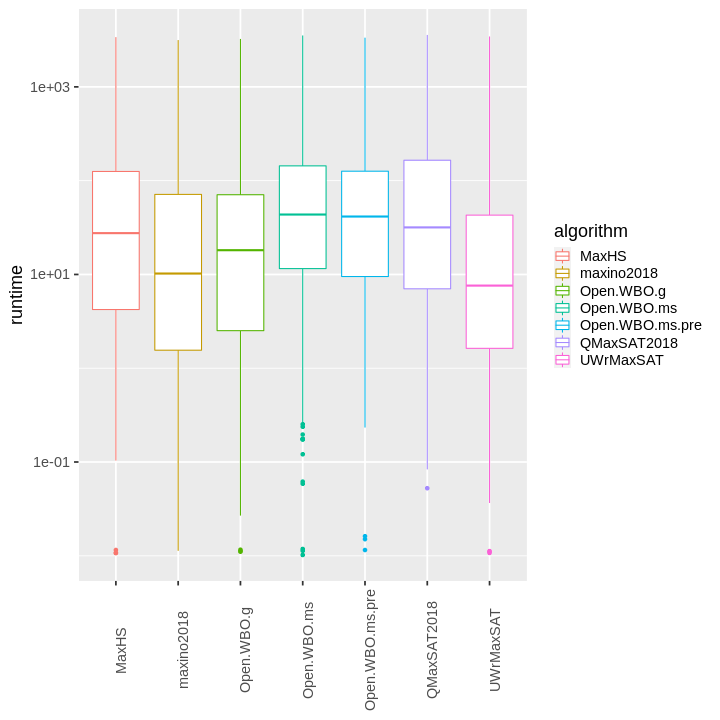 1e+03
1e+01
1e-01
runtime
MaxHS
maxino2018
Open.WBO.g
Open.WBO.ms
Open.WBO.ms.pre
QMaxSAT2018
UWrMaxSAT
algorithm
MaxHS
maxino2018
Open.WBO.g
Open.WBO.ms
Open.WBO.ms.pre
QMaxSAT2018
UWrMaxSAT